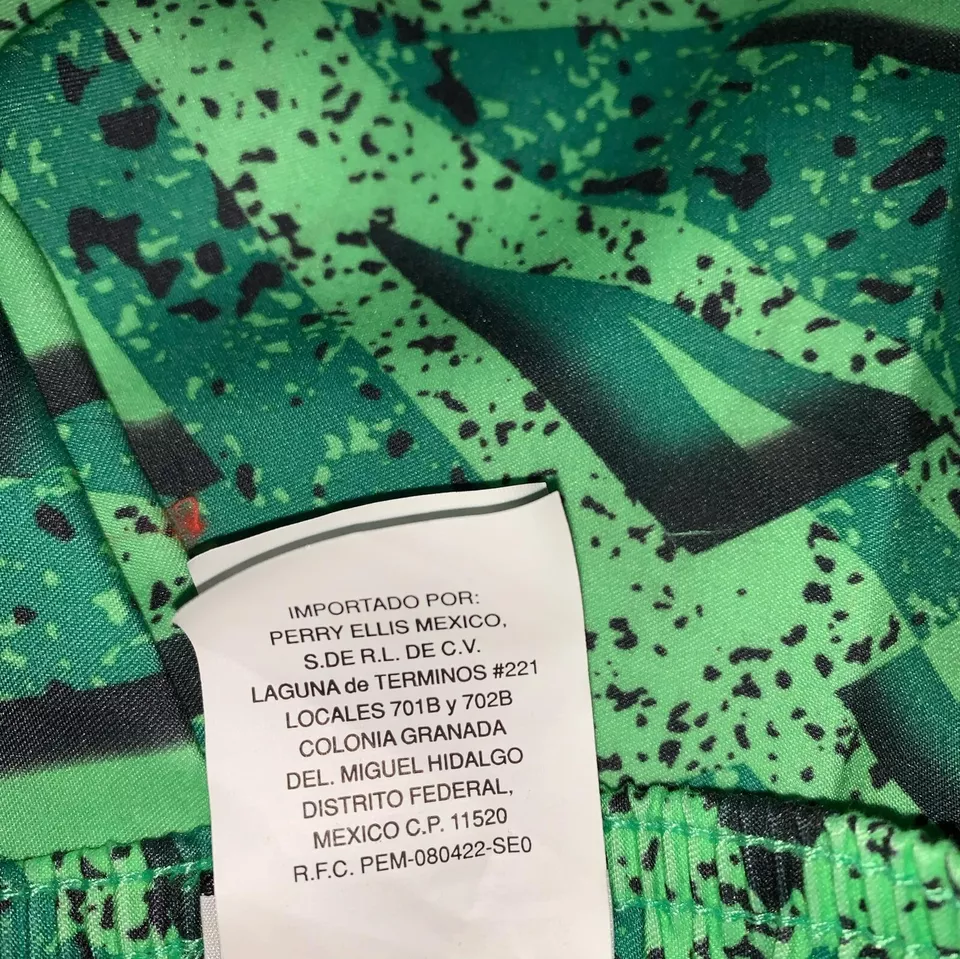 IMPORTADO POR:
PERRY ELLIS MEXICO,
S.DE R.L. DE C.V.
LAGUNA de TERMINOS #221
LOCALES 701B y 702B
COLONIA GRANADA
DEL. MIGUEL HIDALGO
DISTRITO FEDERAL,
MEXICO C.P. 11520
R.F.C. PEM-080422-SE0